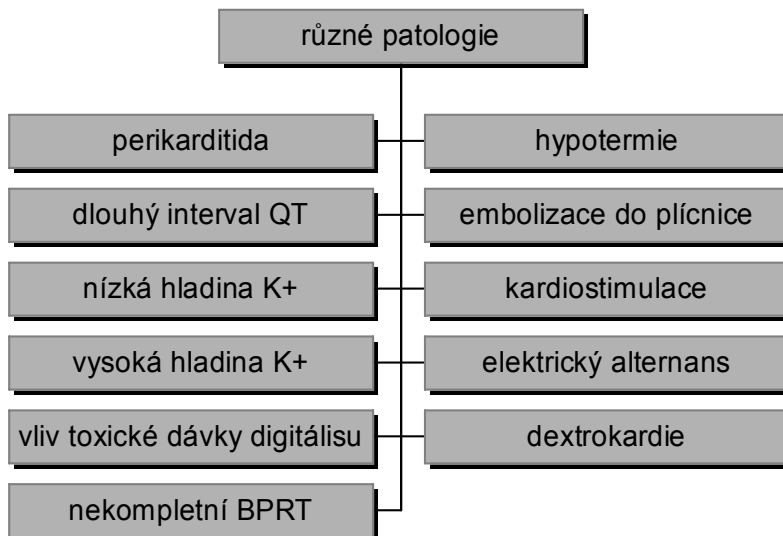 různé patologie
perikarditida
hypotermie
dlouhý interval QT
embolizace do plícnice
nízká hladina K+
kardiostimulace
vysoká hladina K+
elektrický alternans
vliv toxické dávky digitálisu
dextrokardie
nekompletní BPRT